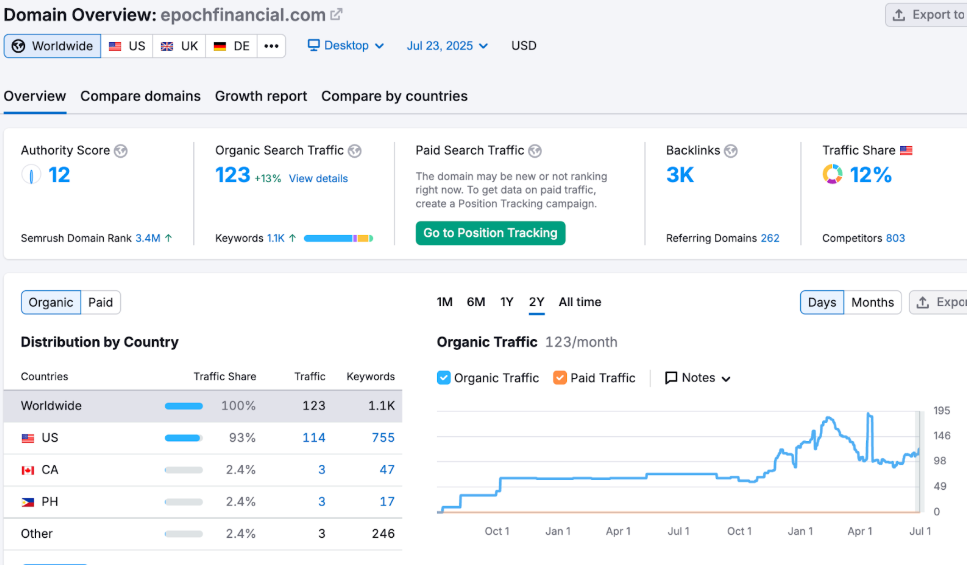 Domain Overview: epochfinancial.com
Export to
Worldwide US UK DE ••• Desktop Jul 23, 2025 USD
Overview Compare domains Growth report Compare by countries
Authority Score
12
Semrush Domain Rank 3.4M ↑
Organic Search Traffic
123 +13% View details
Keywords 1.1K ↑
Paid Search Traffic
The domain may be new or not ranking
right now. To get data on paid traffic,
create a Position Tracking campaign.
Go to Position Tracking
Backlinks
3K
Referring Domains 262
Traffic Share
12%
Competitors 803
Organic Paid
Distribution by Country
Countries Traffic Share Traffic Keywords
Worldwide 100% 123 1.1K
US 93% 114 755
CA 2.4% 3 47
PH 2.4% 3 17
Other 2.4% 3 246
1M 6M 1Y 2Y All time
Days Months Expor
Organic Traffic 123/month
Organic Traffic Paid Traffic Notes
195
146
98
49
0
Oct 1 Jan 1 Apr 1 Jul 1 Oct 1 Jan 1 Apr 1 Jul 1